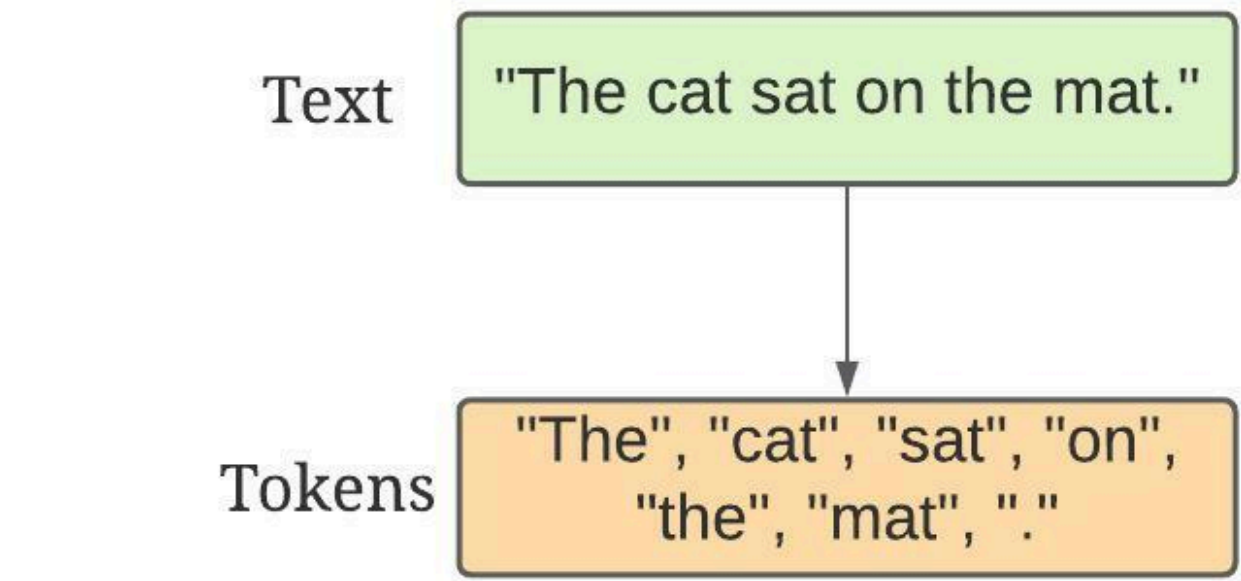 Text
"The cat sat on the mat."
Tokens
"The", "cat", "sat", "on",
"the", "mat", "."